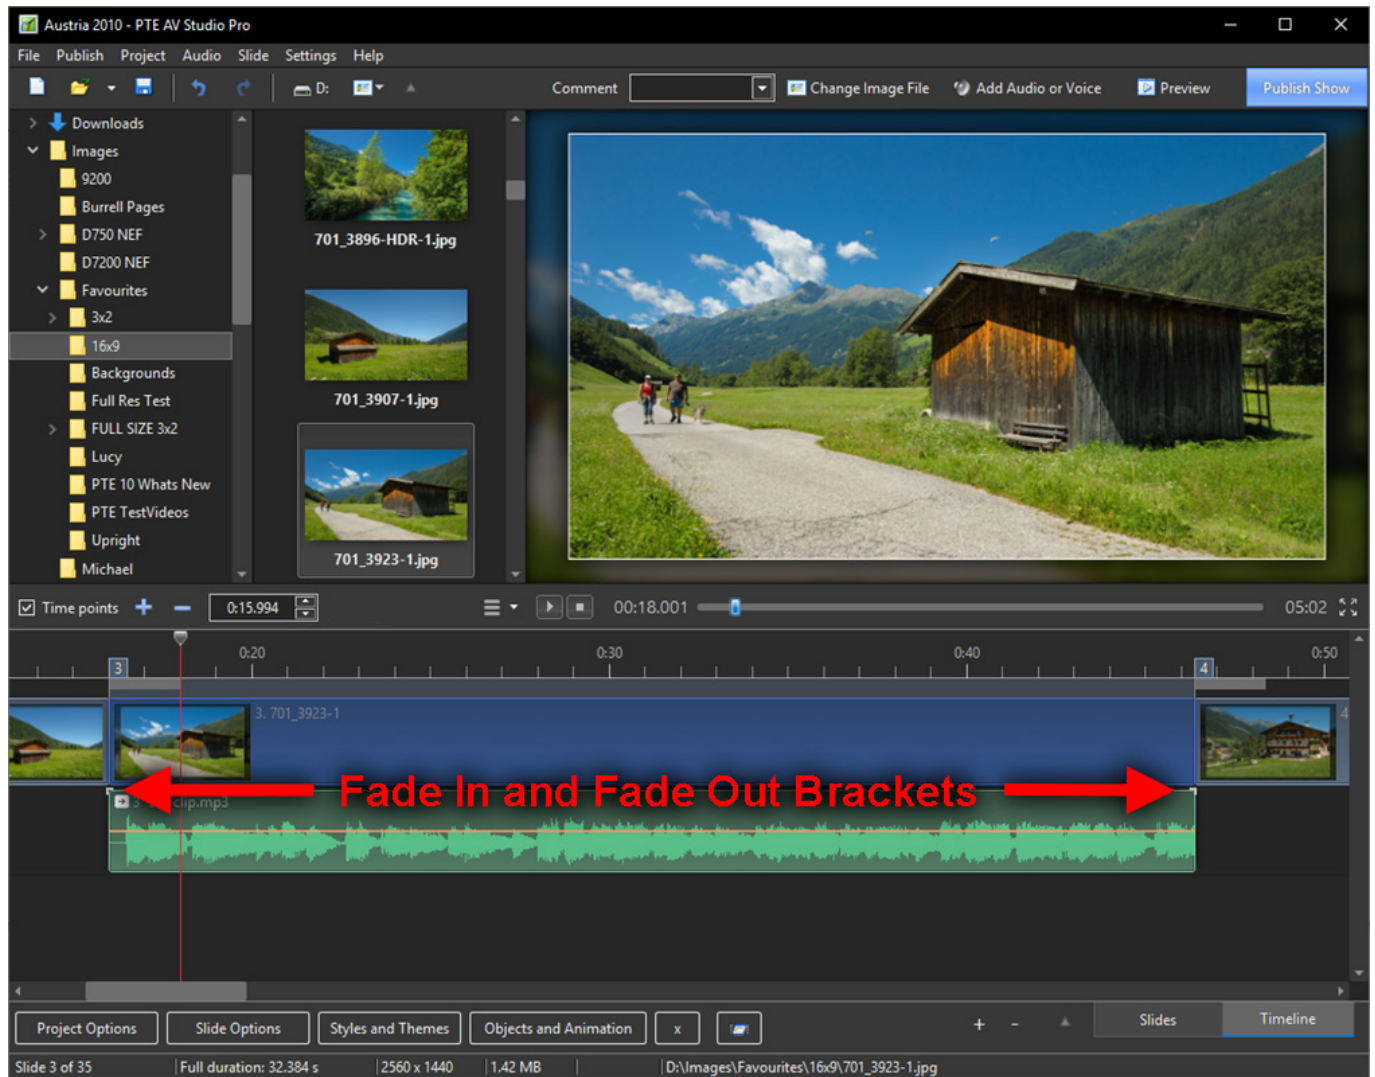 Austria 2010 - PTE AV Studio Pro
File Publish Project Audio Slide Settings Help
D: Comment Change Image File Add Audio or Voice Preview Publish Show
Downloads
Images
9200
Burrell Pages
D750 NEF
D7200 NEF
Favourites
3x2
16x9
Backgrounds
Full Res Test
FULL SIZE 3x2
Lucy
PTE 10 Whats New
PTE TestVideos
Upright
Michael
701_3896-HDR-1.jpg
701_3907-1.jpg
701_3923-1.jpg
Time points 0:15.994 00:18.001 05:02
0:20 0:30 0:40 0:50
3 4
3. 701_3923-1 4
Fade In and Fade Out Brackets
3 clip.mp3
Project Options Slide Options Styles and Themes Objects and Animation x + - Slides Timeline
Slide 3 of 35 Full duration: 32.384 s 2560 x 1440 1.42 MB D:\Images\Favourites\16x9\701_3923-1.jpg